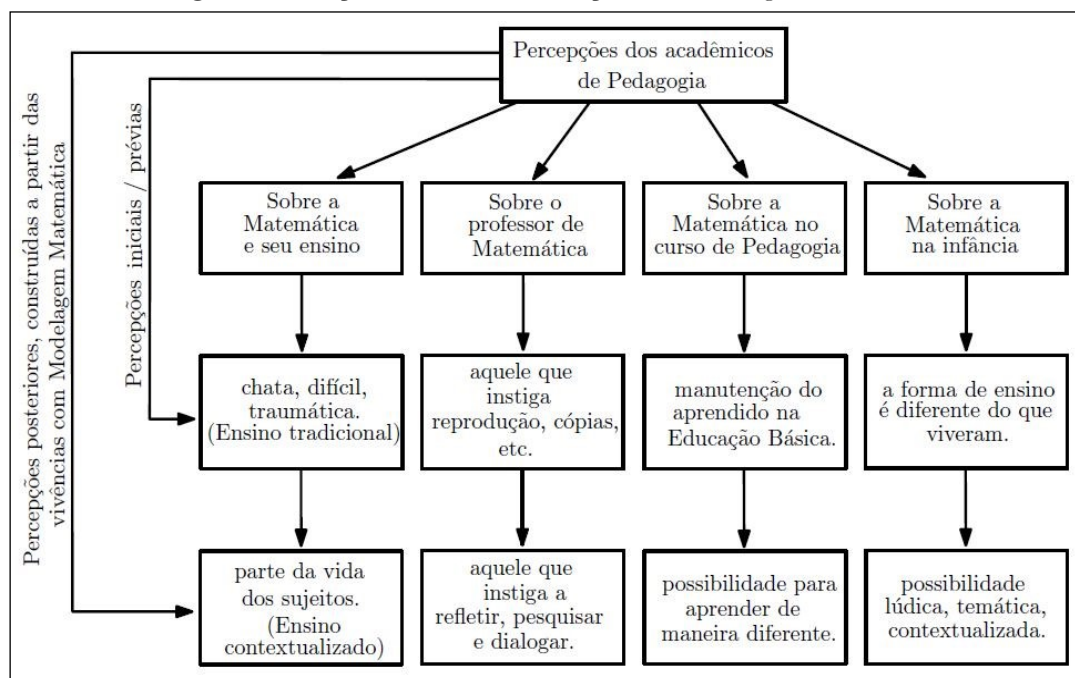 Percepções dos acadêmicos
de Pedagogia
Percepções posteriores, construídas a partir das
vivências com Modelagem Matemática
Percepções iniciais / prévias
Sobre a
Matemática
e seu ensino
Sobre o
professor de
Matemática
Sobre a
Matemática no
curso de Pedagogia
Sobre a
Matemática
na infância
chata, difícil,
traumática.
(Ensino tradicional)
aquele que
instiga
reprodução, cópias,
etc.
manutenção do
aprendido na
Educação Básica.
a forma de ensino
é diferente do que
viveram.
parte da vida
dos sujeitos.
(Ensino
contextualizado)
aquele que
instiga a
refletir, pesquisar
e dialogar.
possibilidade para
aprender de
maneira diferente.
possibilidade
lúdica, temática,
contextualizada.